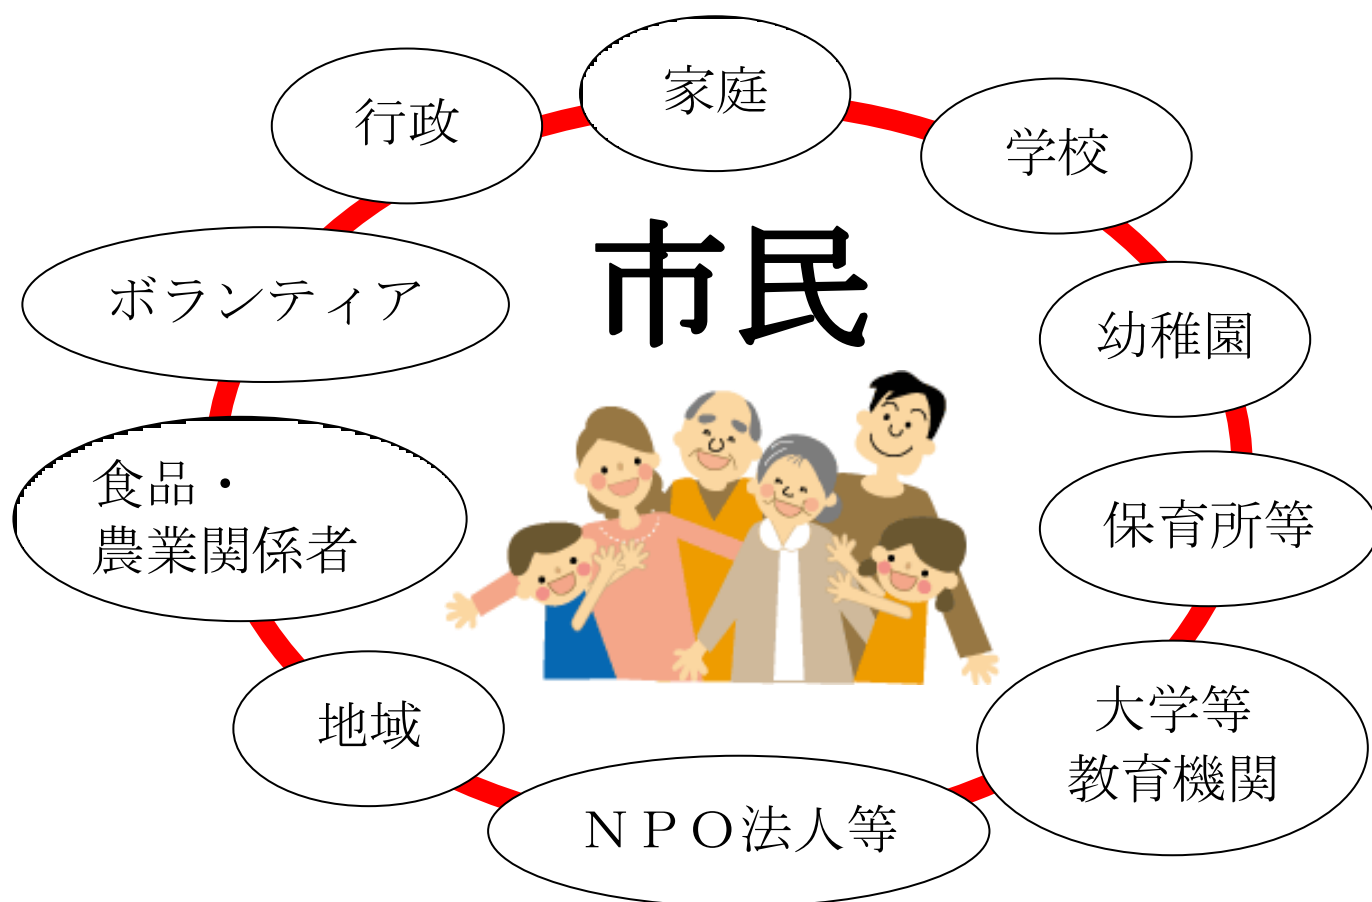 家庭
行政
学校
市民
ボランティア
幼稚園
食品・
農業関係者
保育所等
地域
大学等
教育機関
ＮＰＯ法人等